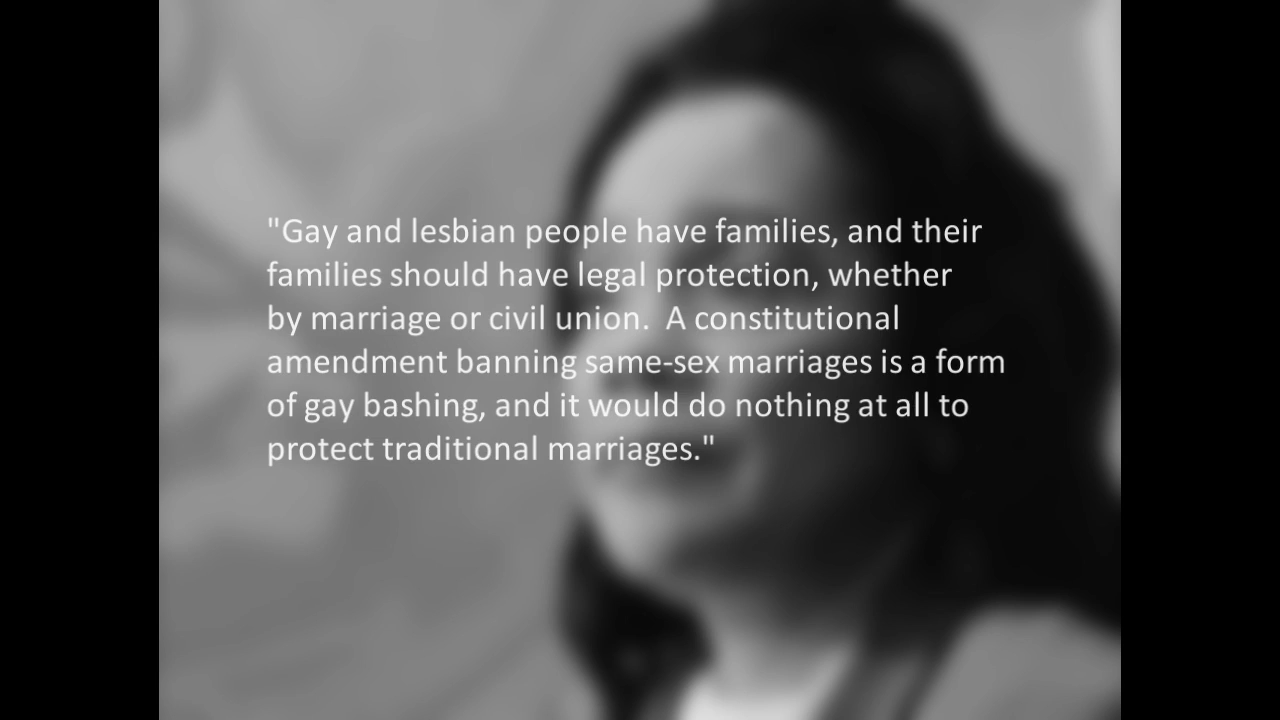 "Gay and lesbian people have families, and their
families should have legal protection, whether
by marriage or civil union.  A constitutional
amendment banning same-sex marriages is a form
of gay bashing, and it would do nothing at all to
protect traditional marriages."